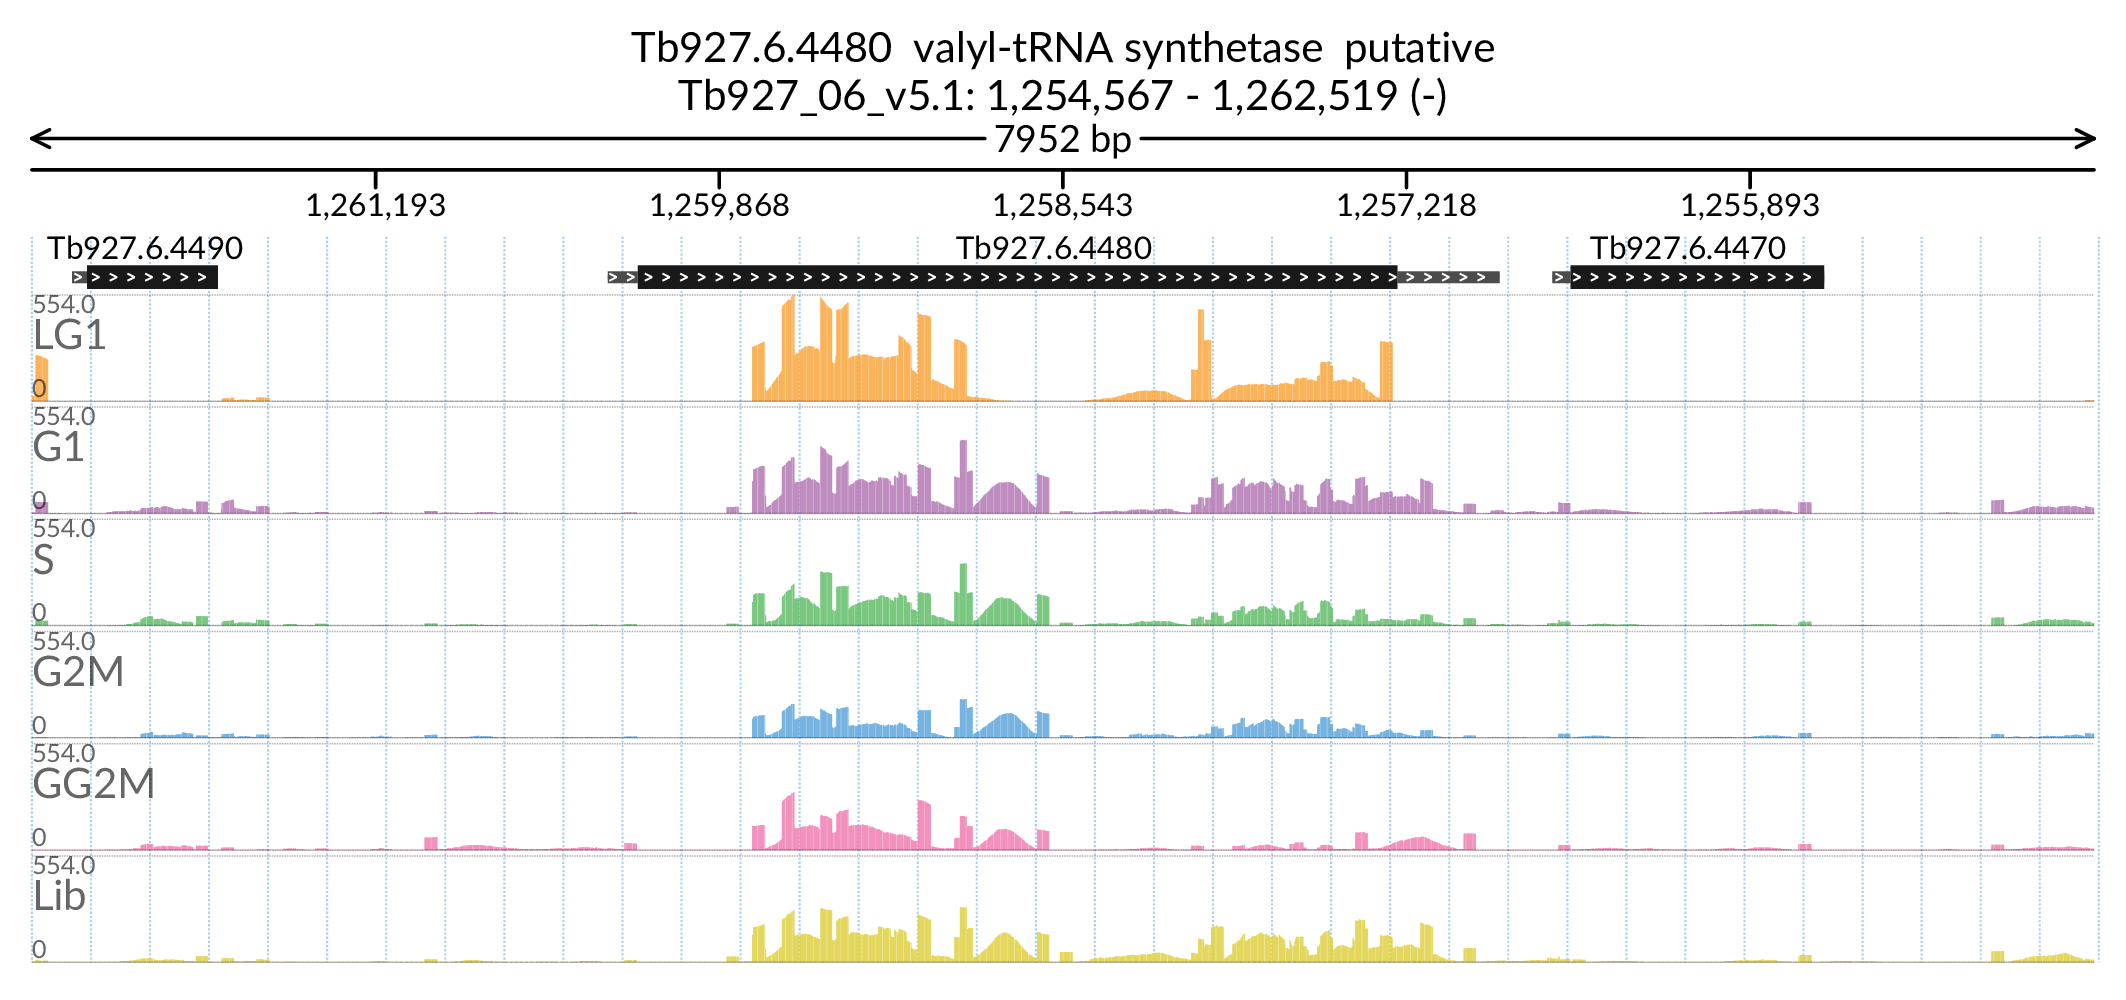 Tb927.6.4480 valyl-tRNA synthetase putative
Tb927_06_v5.1: 1,254,567 - 1,262,519 (-)
7952 bp
1,261,193 1,259,868 1,258,543 1,257,218 1,255,893
Tb927.6.4490 Tb927.6.4480 Tb927.6.4470
554.0
LG1
0
554.0
G1
0
554.0
S
0
554.0
G2M
0
554.0
GG2M
0
554.0
Lib
0